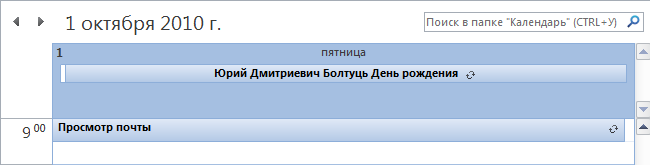 1 октября 2010 г.
Поиск в папке "Календарь" (CTRL+У)
1 пятница
Юрий Дмитриевич Болтуць День рождения
9 00 Просмотр почты